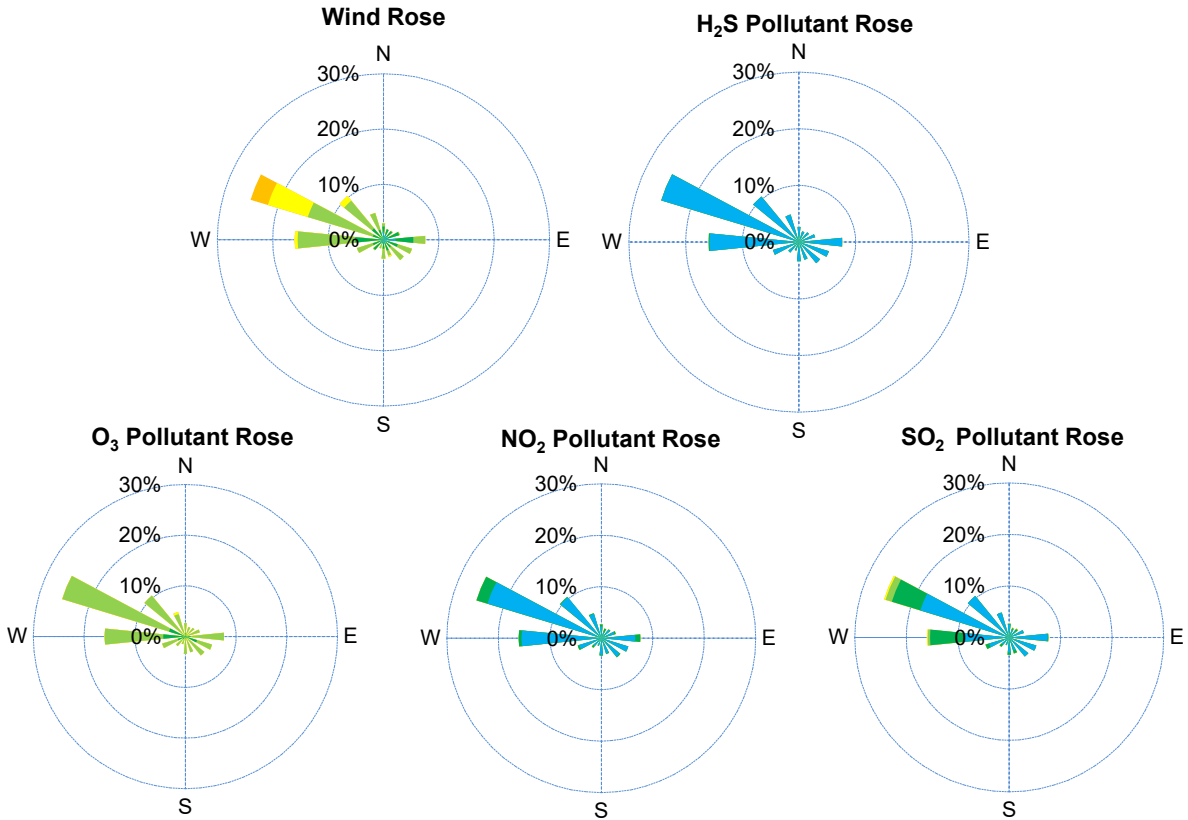 Wind Rose
N
30%
20%
10%
0%
W
E
S
H₂S Pollutant Rose
N
30%
20%
10%
0%
W
E
S
O₃ Pollutant Rose
N
30%
20%
10%
0%
W
E
S
NO₂ Pollutant Rose
N
30%
20%
10%
0%
W
E
S
SO₂ Pollutant Rose
N
30%
20%
10%
0%
W
E
S